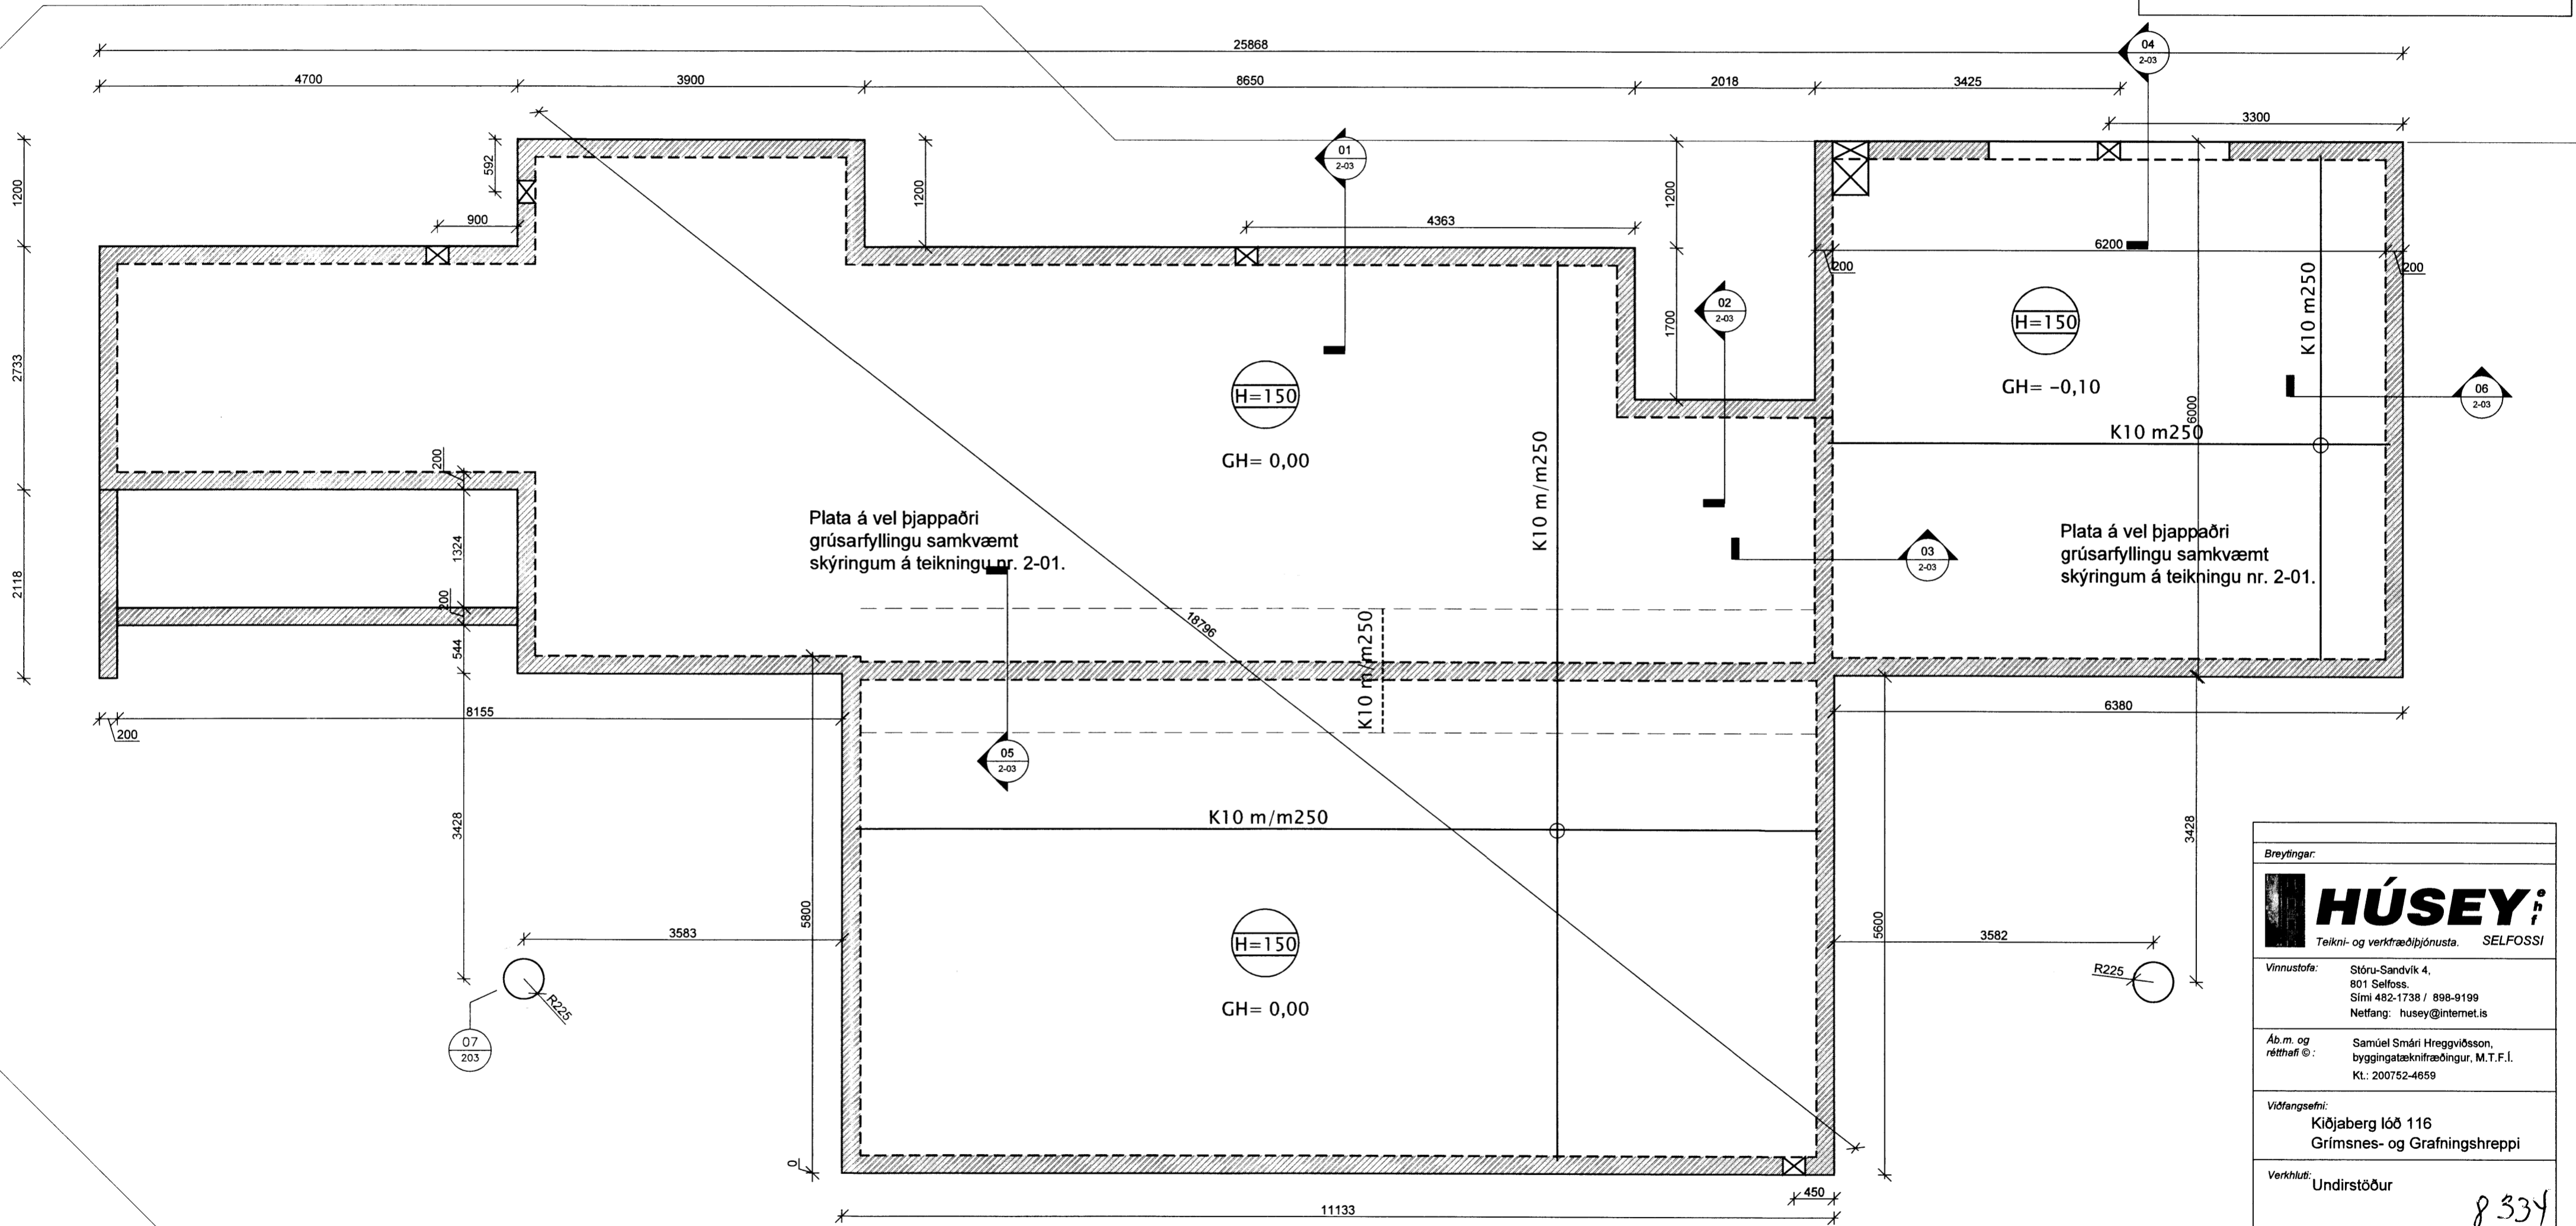 25868
04
2-03
4700
3900
8650
2018
3425
3300
592
1200
1200
01
2-03
1200
900
4363
6200
200
200
02
2-03
1700
2733
H=150
GH= 0,00
H=150
GH= -0,10
K10 m250
6000
06
2-03
K10 m250
200
K10 m/m250
Plata á vel þjappaðri
grúsarfyllingu samkvæmt
skýringum á teikningu nr. 2-01.
Plata á vel þjappaðri
grúsarfyllingu samkvæmt
skýringum á teikningu nr. 2-01.
03
2-03
1324
2118
200
544
18796
K10 m/m250
8155
200
6380
05
2-03
K10 m/m250
3428
3428
5800
5600
3583
3582
H=150
GH= 0,00
R225
R225
07
203
0
450
11133
Breytingar:
HÚSEY ehf
Teikni- og verkfræðiþjónusta. SELFOSSI
Vinnustofa: Stóru-Sandvík 4,
801 Selfoss.
Sími 482-1738 / 898-9199
Netfang: husey@internet.is
Áb.m. og Samúel Smári Hreggviðsson,
rétthafi © : byggingatæknifræðingur, M.T.F.Í.
Kt.: 200752-4659
Viðfangsefni:
Kiðjaberg lóð 116
Grímsnes- og Grafningshreppi
Verkhluti: Undirstöður
8334